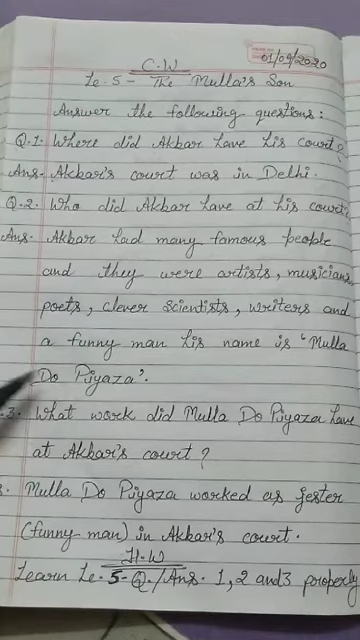 C.W
01/09/2020
Le. 5 - The Mulla's Son
Answer the following questions:
Q.1. Where did Akbar have his court?
Ans. Akbar's court was in Delhi.
Q.2. Who did Akbar have at his court?
Ans. Akbar had many famous people
and they were artists, musicians,
poets, clever scientists, writers and
a funny man his name is 'Mulla
Do Piyaza'.
.3. What work did Mulla Do Piyaza have
at Akbar's court?
s. Mulla Do Piyaza worked as jester
(funny man) in Akbar's court.
H.W
Learn Le. 5 - Q./Ans. 1, 2 and 3 properly